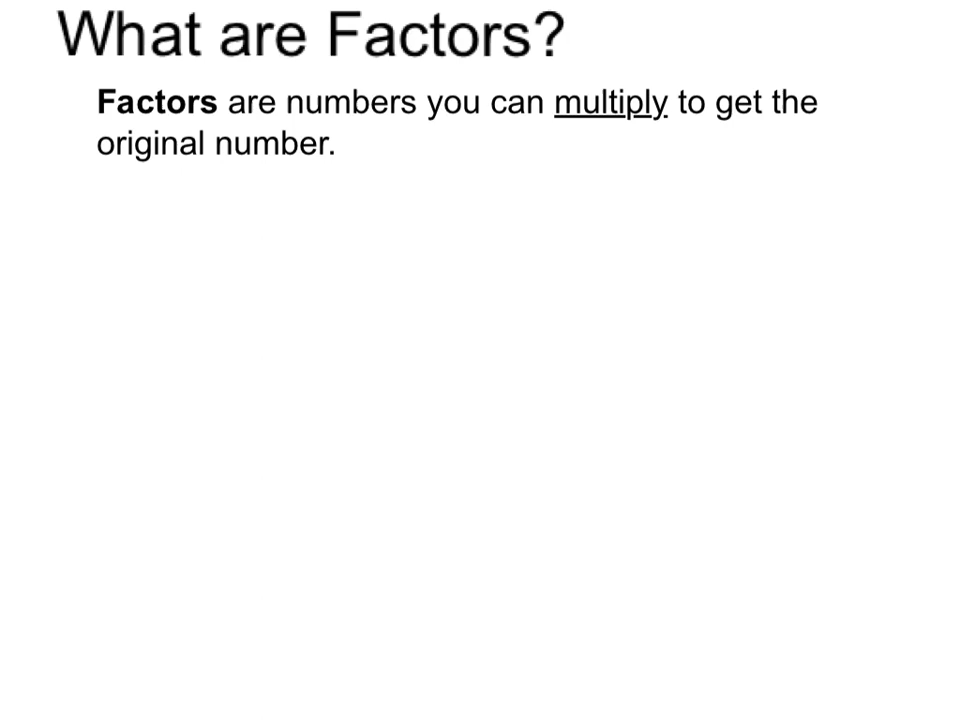 What are Factors?
Factors are numbers you can multiply to get the
original number.